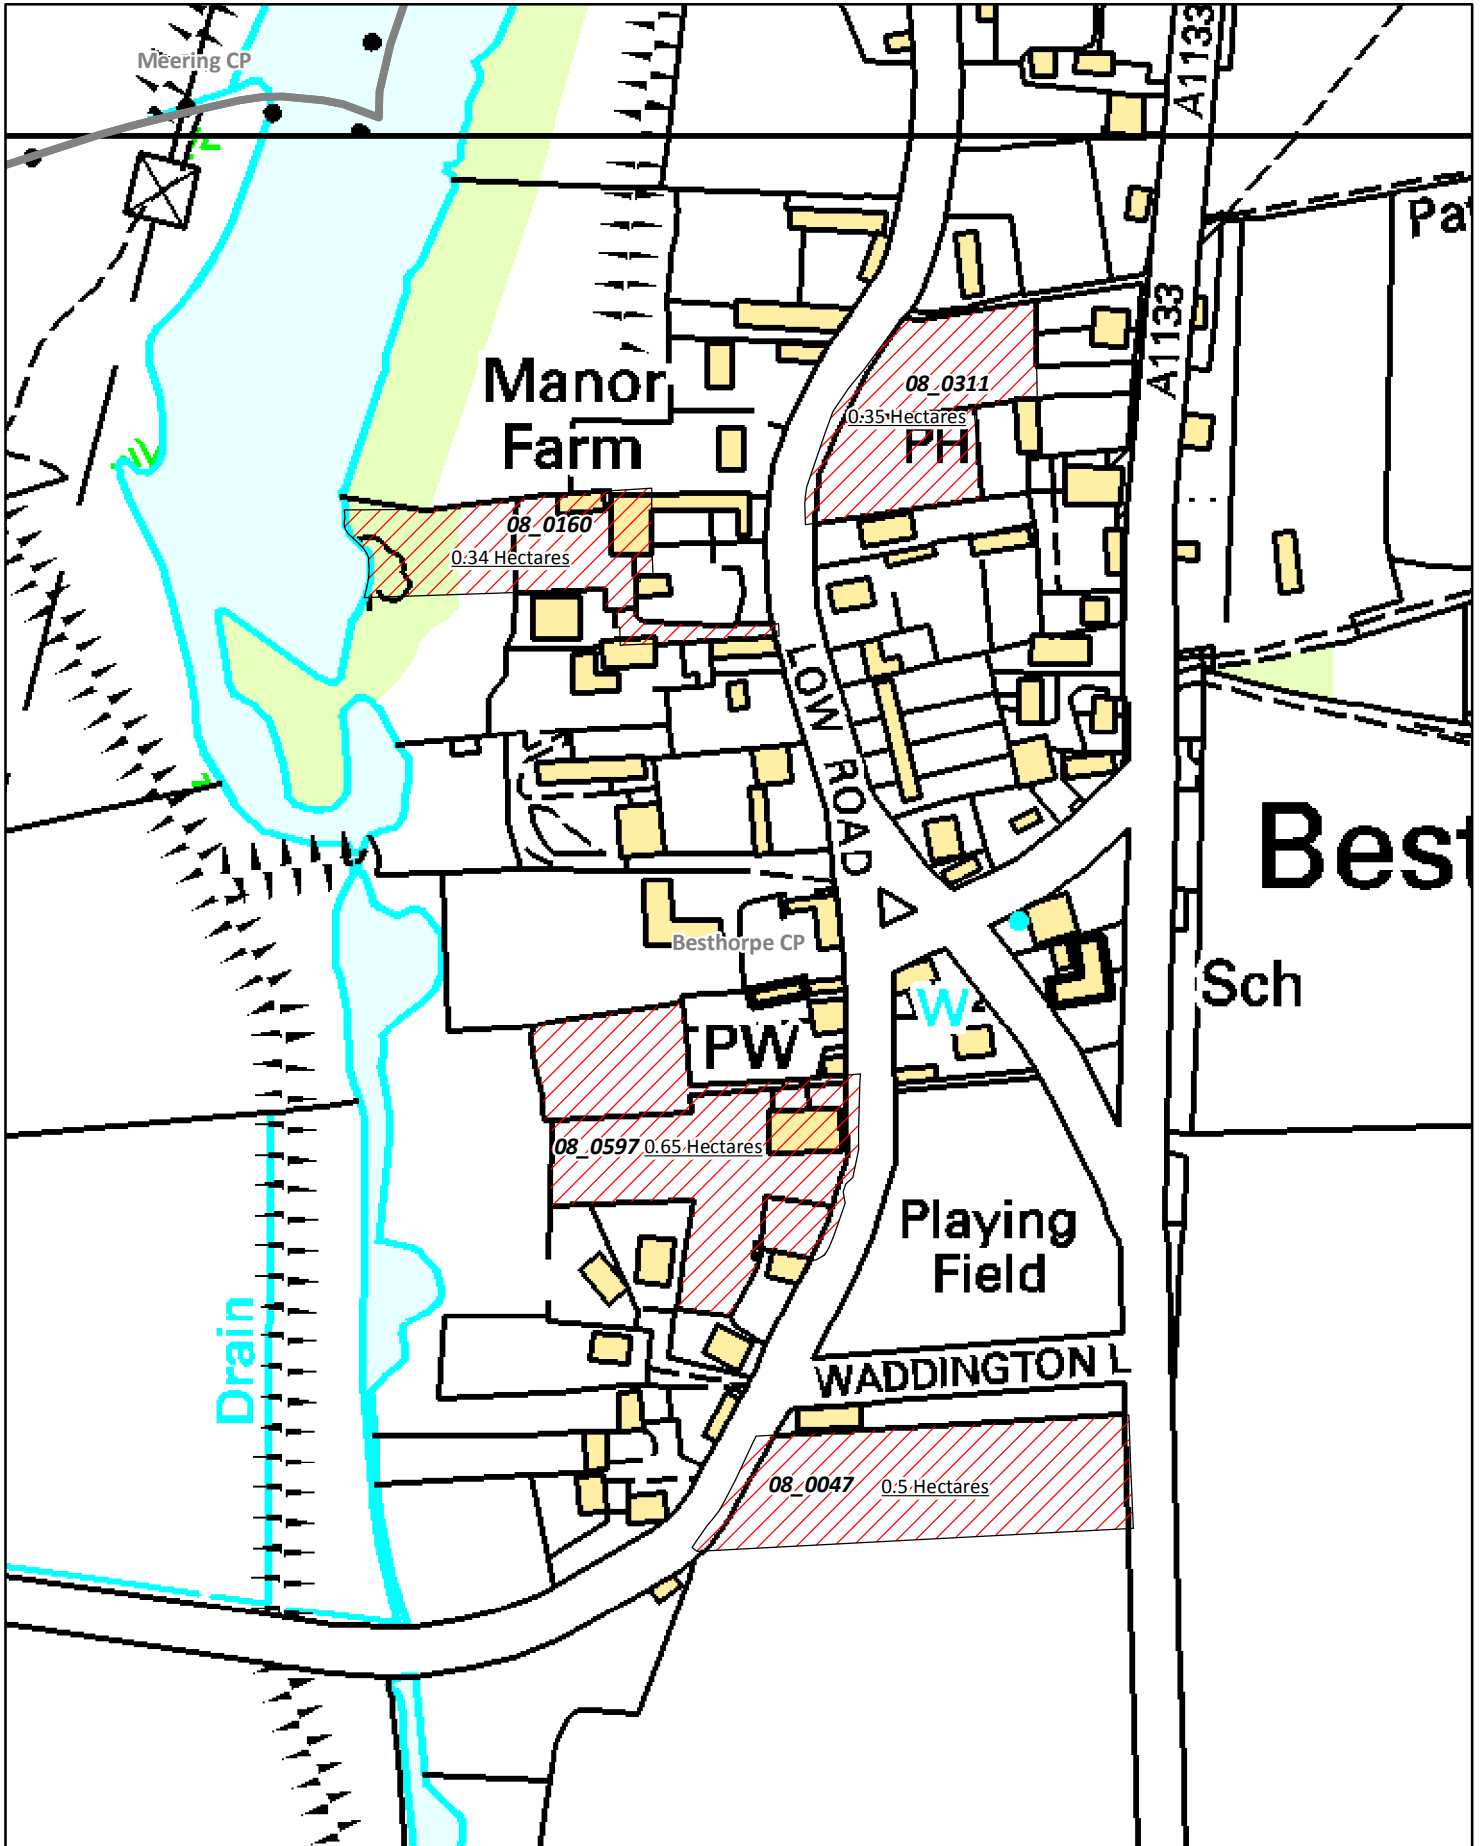 Meering CP
A1133
Pat
A1133
Manor
Farm
08_0311
0.35 Hectares
PH
08_0160
0.34 Hectares
LOW ROAD
Best
Besthorpe CP
W
Sch
PW
08_0597 0.65 Hectares
Playing
Field
Drain
WADDINGTON L
08_0047 0.5 Hectares